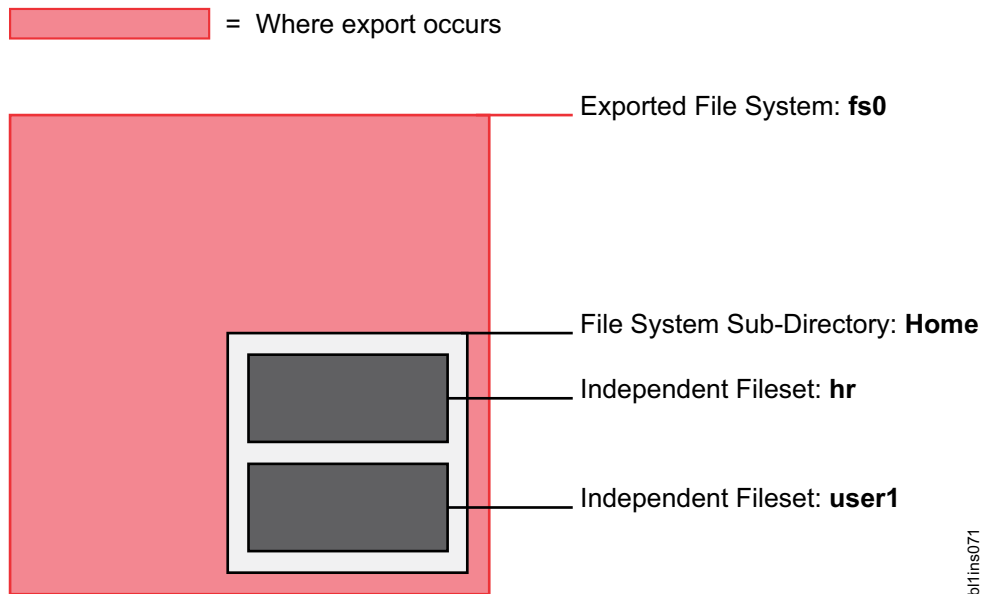 = Where export occurs
Exported File System: fs0
File System Sub-Directory: Home
Independent Fileset: hr
Independent Fileset: user1
bl1ins071